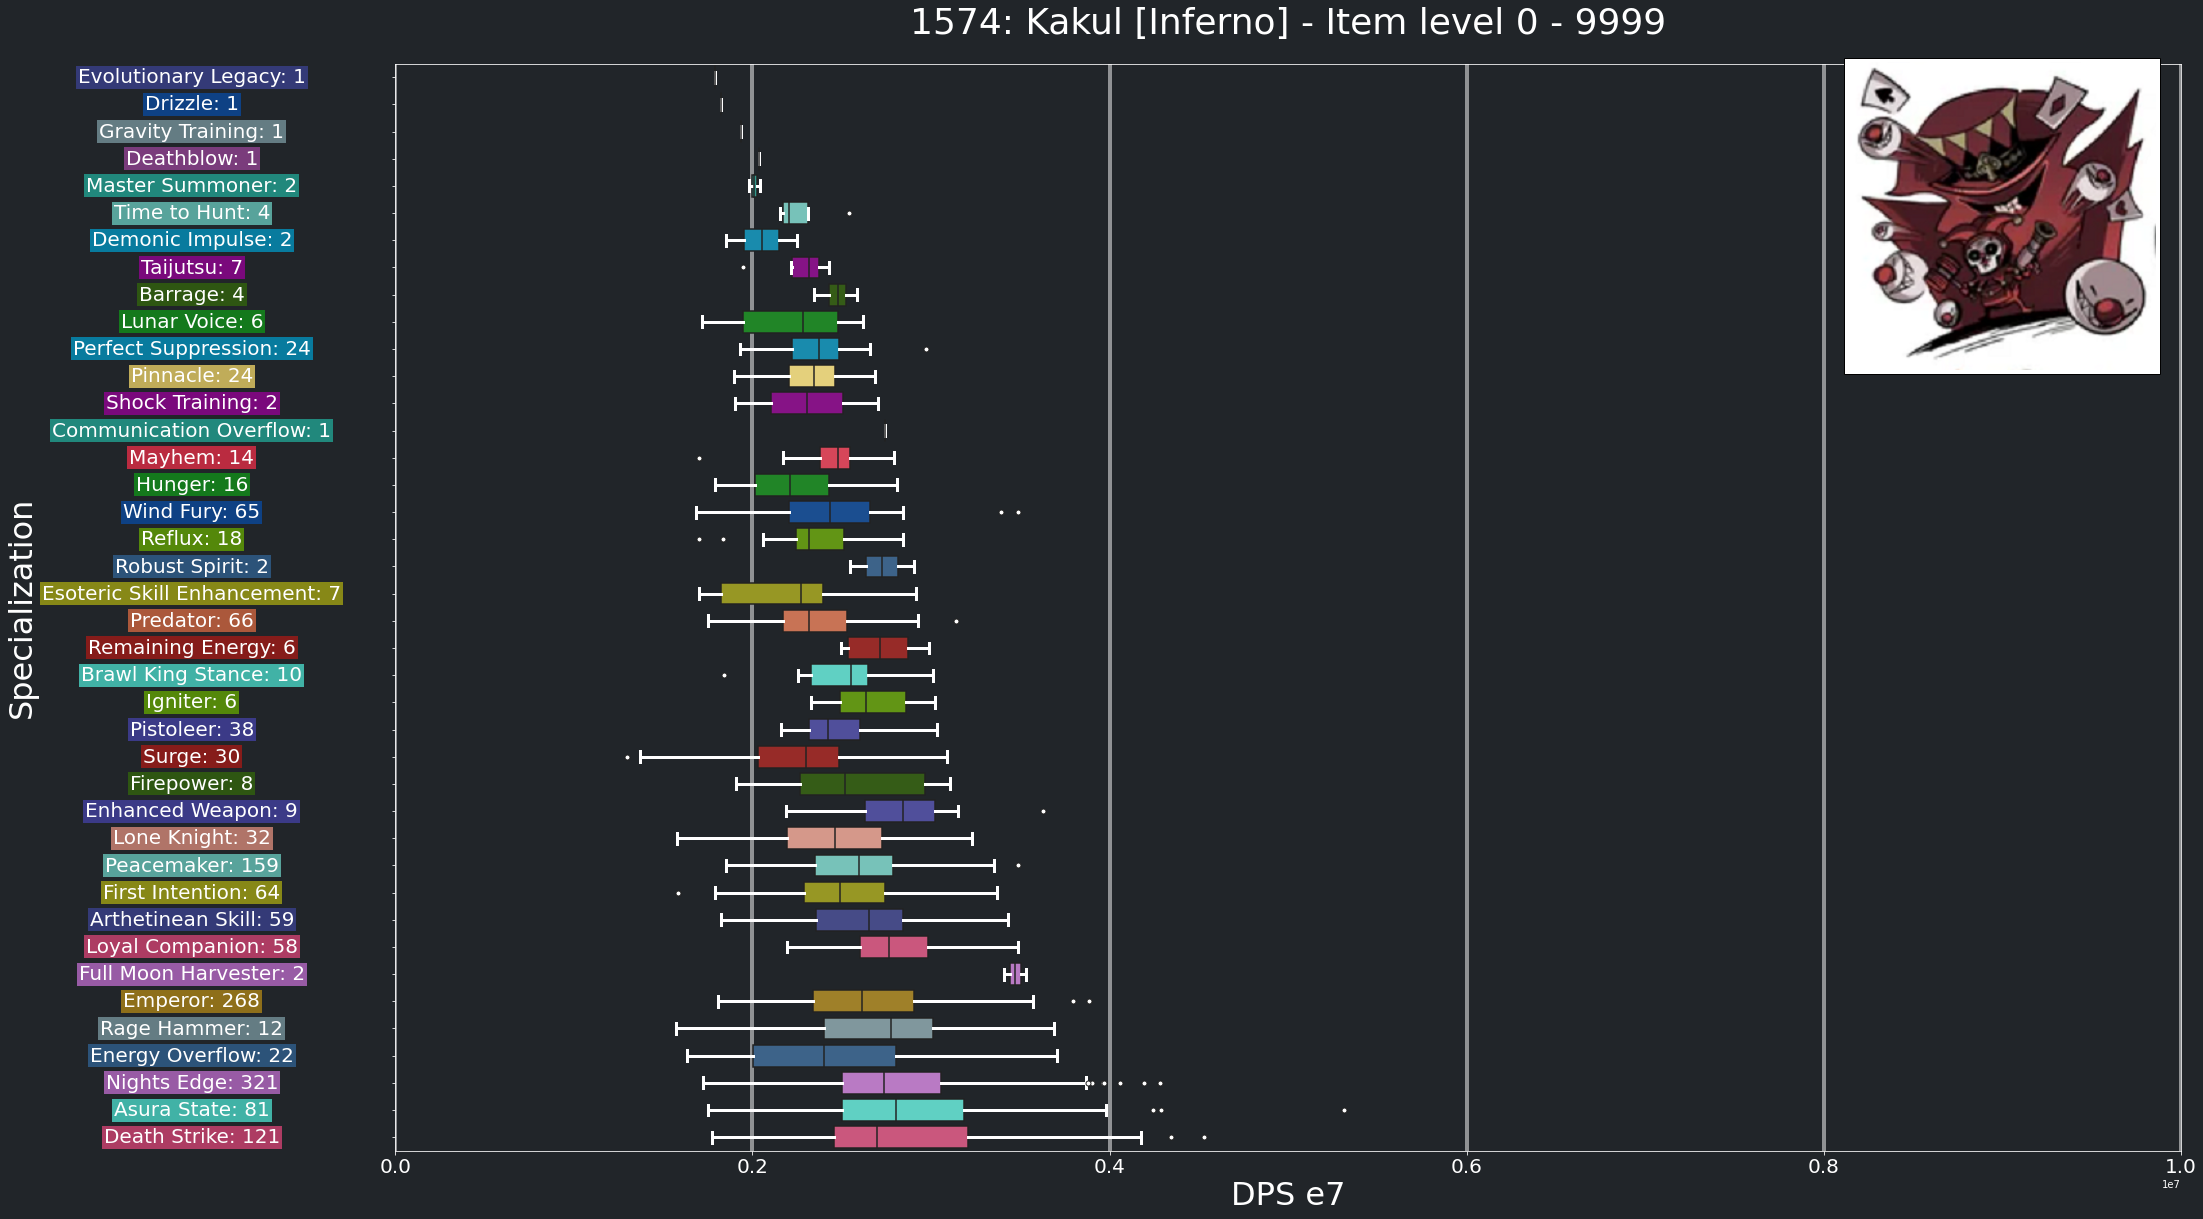 1574: Kakul [Inferno] - Item level 0 - 9999
Specialization
Evolutionary Legacy: 1
Drizzle: 1
Gravity Training: 1
Deathblow: 1
Master Summoner: 2
Time to Hunt: 4
Demonic Impulse: 2
Taijutsu: 7
Barrage: 4
Lunar Voice: 6
Perfect Suppression: 24
Pinnacle: 24
Shock Training: 2
Communication Overflow: 1
Mayhem: 14
Hunger: 16
Wind Fury: 65
Reflux: 18
Robust Spirit: 2
Esoteric Skill Enhancement: 7
Predator: 66
Remaining Energy: 6
Brawl King Stance: 10
Igniter: 6
Pistoleer: 38
Surge: 30
Firepower: 8
Enhanced Weapon: 9
Lone Knight: 32
Peacemaker: 159
First Intention: 64
Arthetinean Skill: 59
Loyal Companion: 58
Full Moon Harvester: 2
Emperor: 268
Rage Hammer: 12
Energy Overflow: 22
Nights Edge: 321
Asura State: 81
Death Strike: 121
0.0 0.2 0.4 0.6 0.8 1.0
1e7
DPS e7